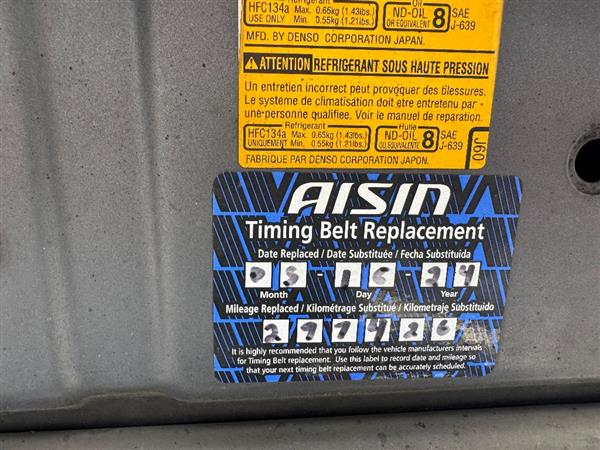 Refrigerant Oil
HFC134a Max. 0.65kg (1.43lbs.) ND-OIL 8 SAE
USE ONLY Min. 0.55kg (1.21lbs.) OR EQUIVALENT J-639
MFD. BY DENSO CORPORATION JAPAN.
ATTENTION REFRIGERANT SOUS HAUTE PRESSION
Un entretien incorrect peut provoquer des blessures.
Le système de climatisation doit être entretenu par
une personne qualifiee. Voir le manuel de reparation.
Refrigerant Huile
HFC134a Max. 0.65kg (1.43lbs.) ND-OIL 8 SAE
UNIQUEMENT Min. 0.55kg (1.21lbs.) OU EQUIVALENTE J-639
J60
FABRIQUE PAR DENSO CORPORATION JAPON.
AISIN
Timing Belt Replacement
Date Replaced / Date Substituée / Fecha Substituida
05 - 16 - 24
Month Day Year
Mileage Replaced / Kilométrage Substitué / Kilometraje Substituido
297426
It is highly recommended that you follow the vehicle manufacturers intervals
for Timing Belt replacement. Use this label to record date and mileage so
that your next timing belt replacement can be accurately scheduled.